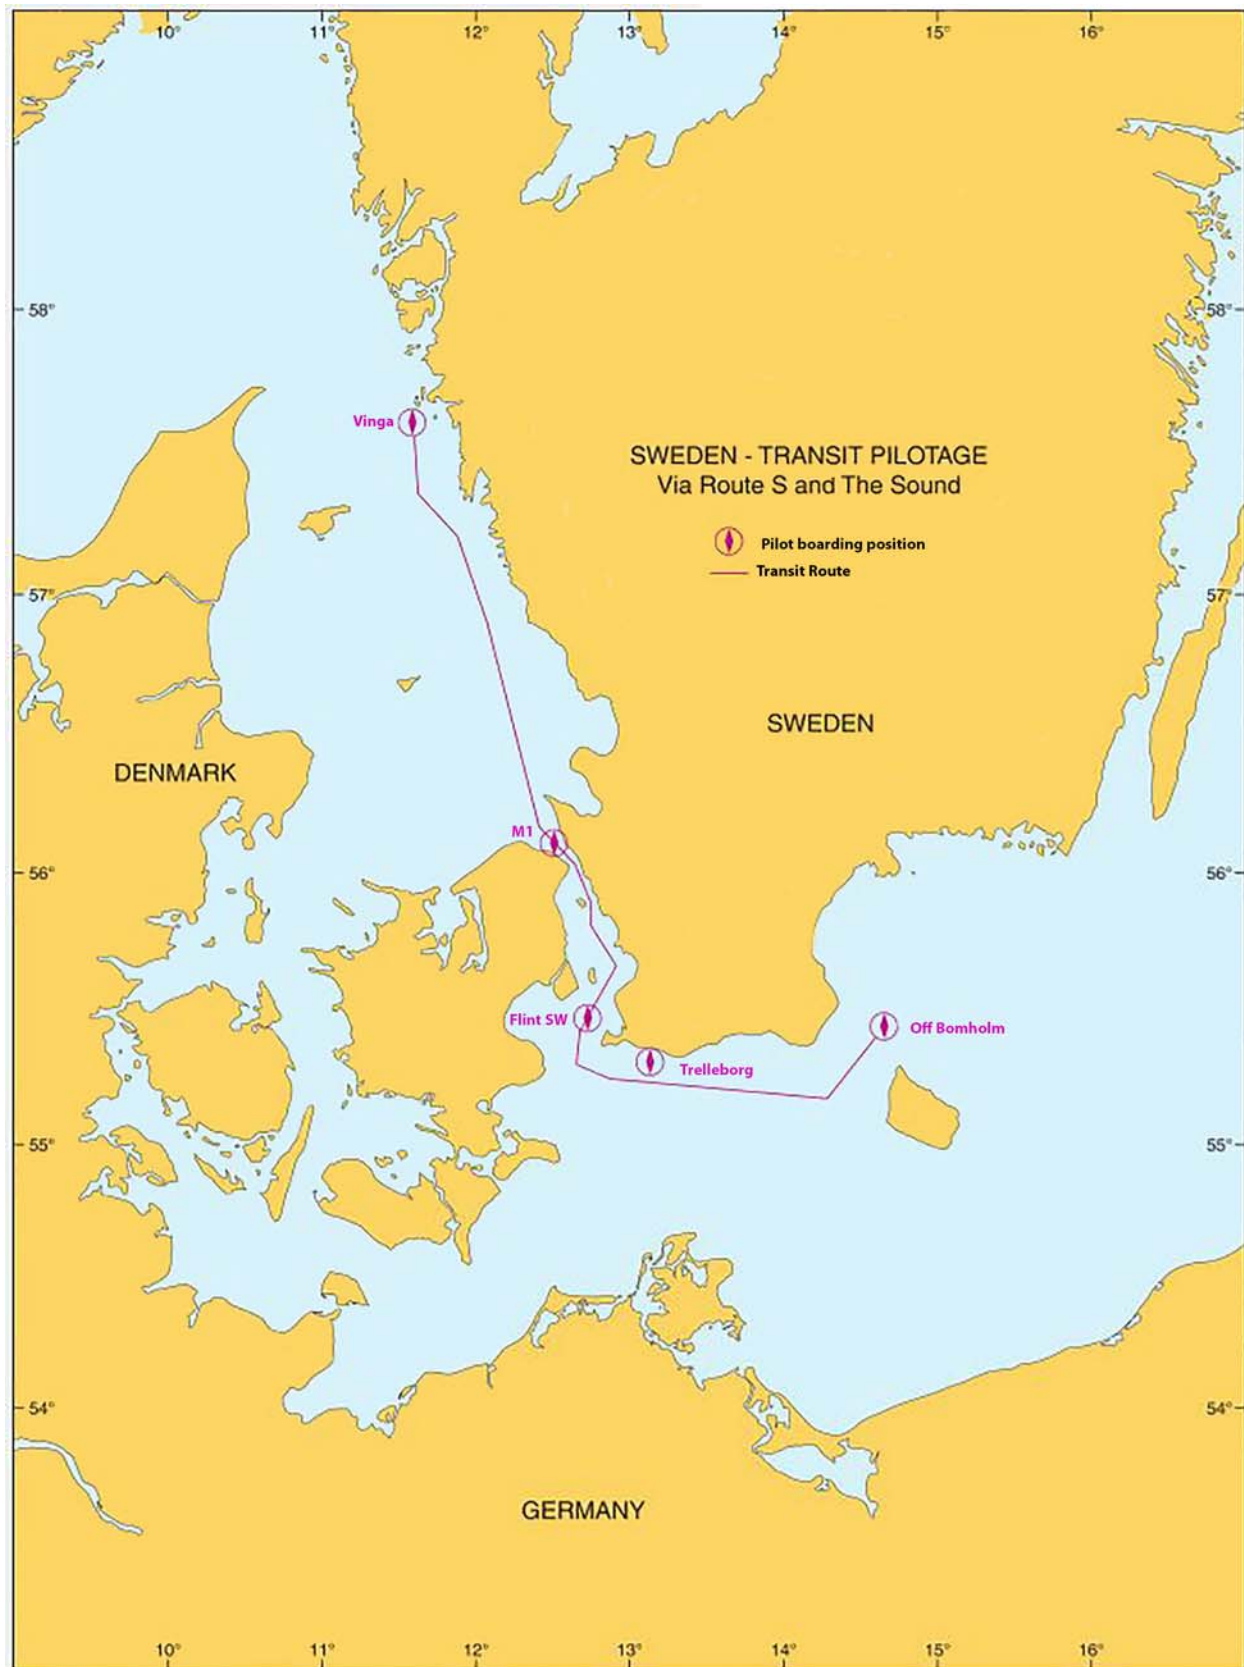 10° 11° 12° 13° 14° 15° 16°
58° 58°
Vinga
SWEDEN - TRANSIT PILOTAGE
Via Route S and The Sound
Pilot boarding position
Transit Route
57° 57°
SWEDEN
DENMARK
M1
56° 56°
Flint SW
Off Bomholm
Trelleborg
55° 55°
54° 54°
GERMANY
10° 11° 12° 13° 14° 15° 16°